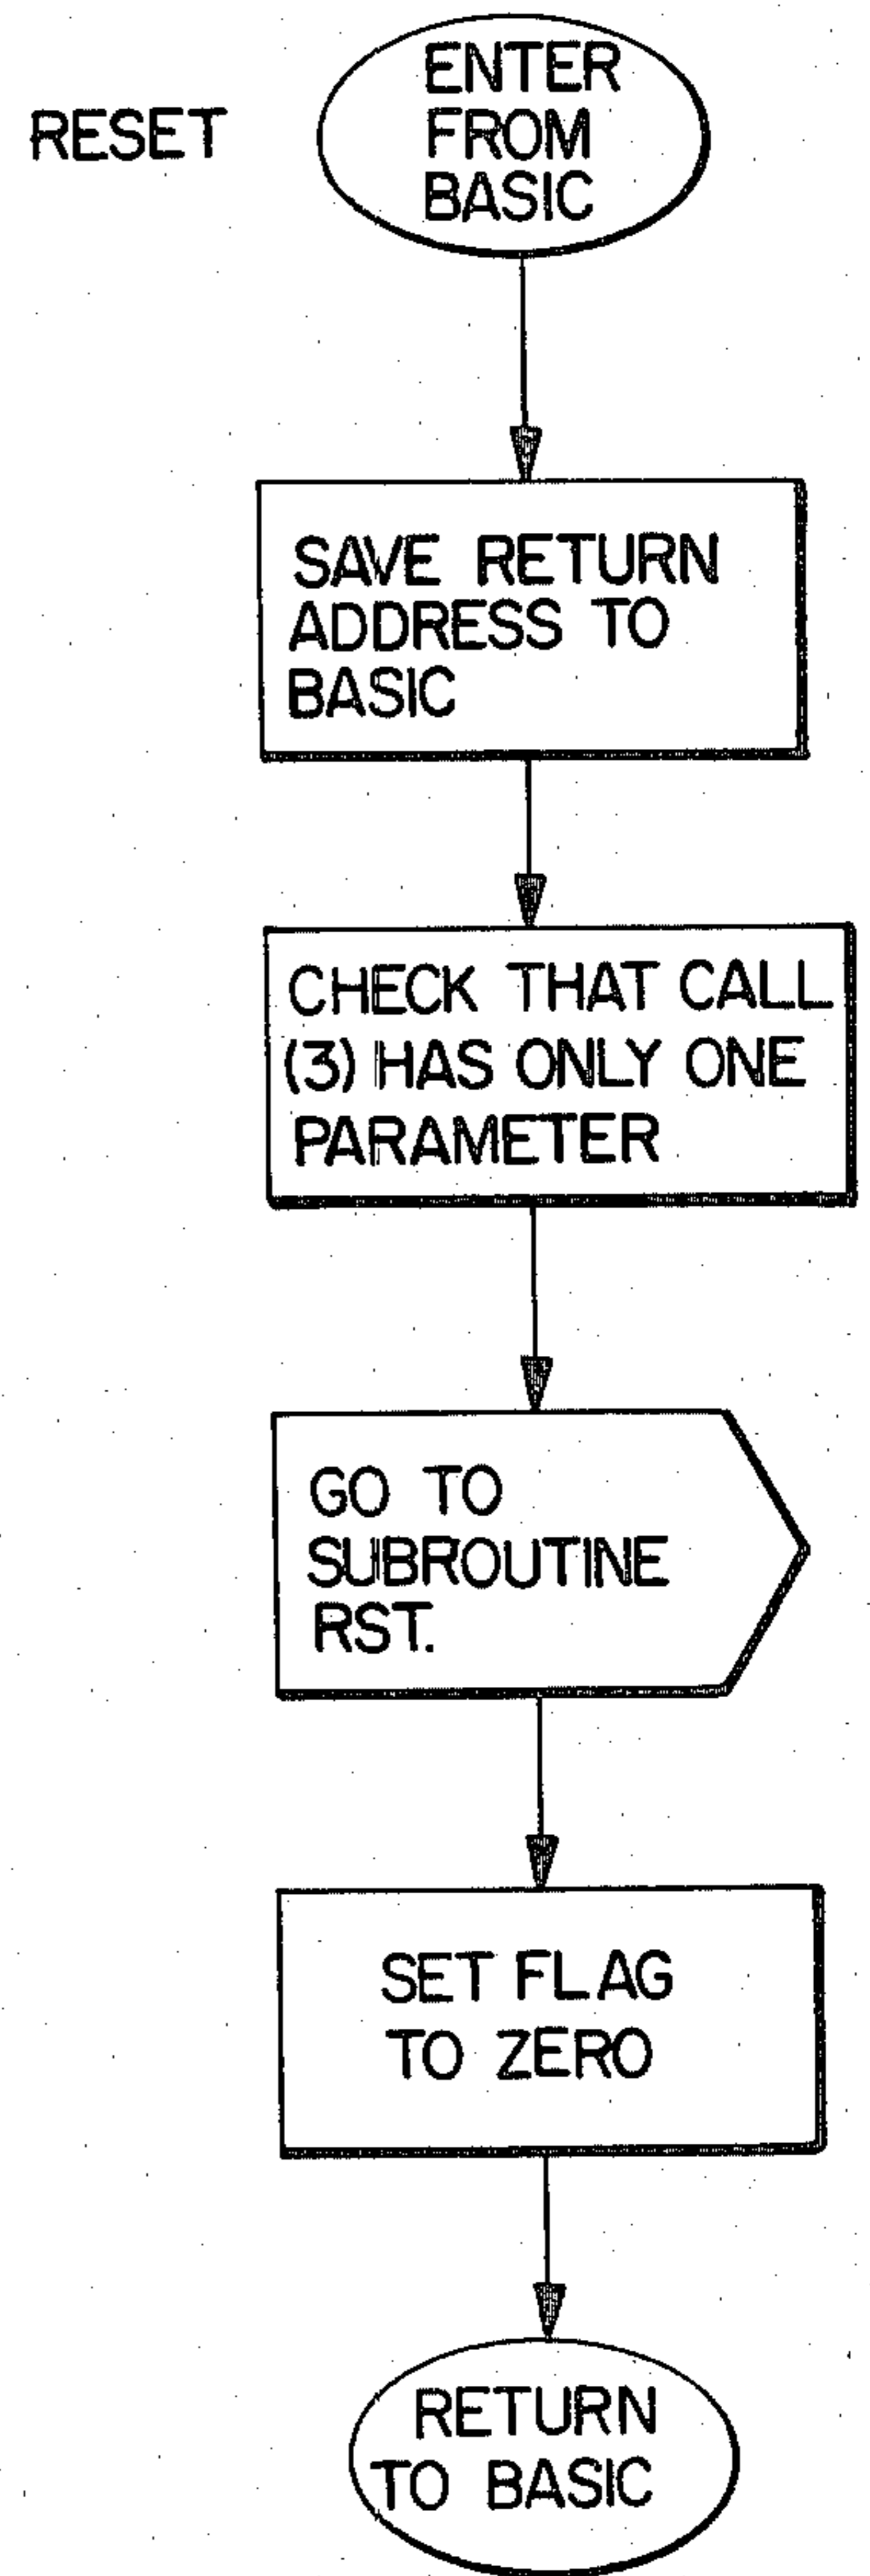 RESET
ENTER
FROM
BASIC
SAVE RETURN
ADDRESS TO
BASIC
CHECK THAT CALL
(3) HAS ONLY ONE
PARAMETER
GO TO
SUBROUTINE
RST.
SET FLAG
TO ZERO
RETURN
TO BASIC